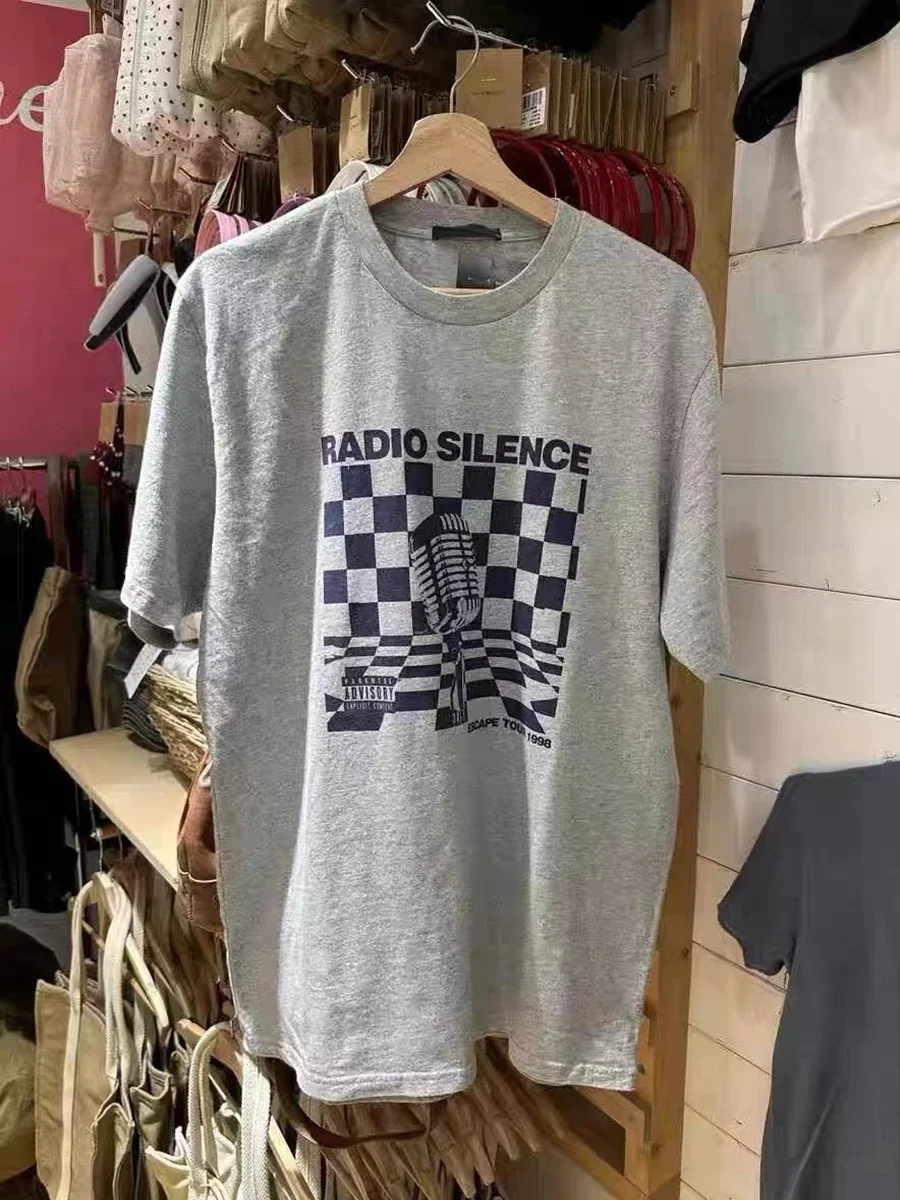 RADIO SILENCE
PARENTAL
ADVISORY
EXPLICIT CONTENT
ESCAPE TOUR 1998